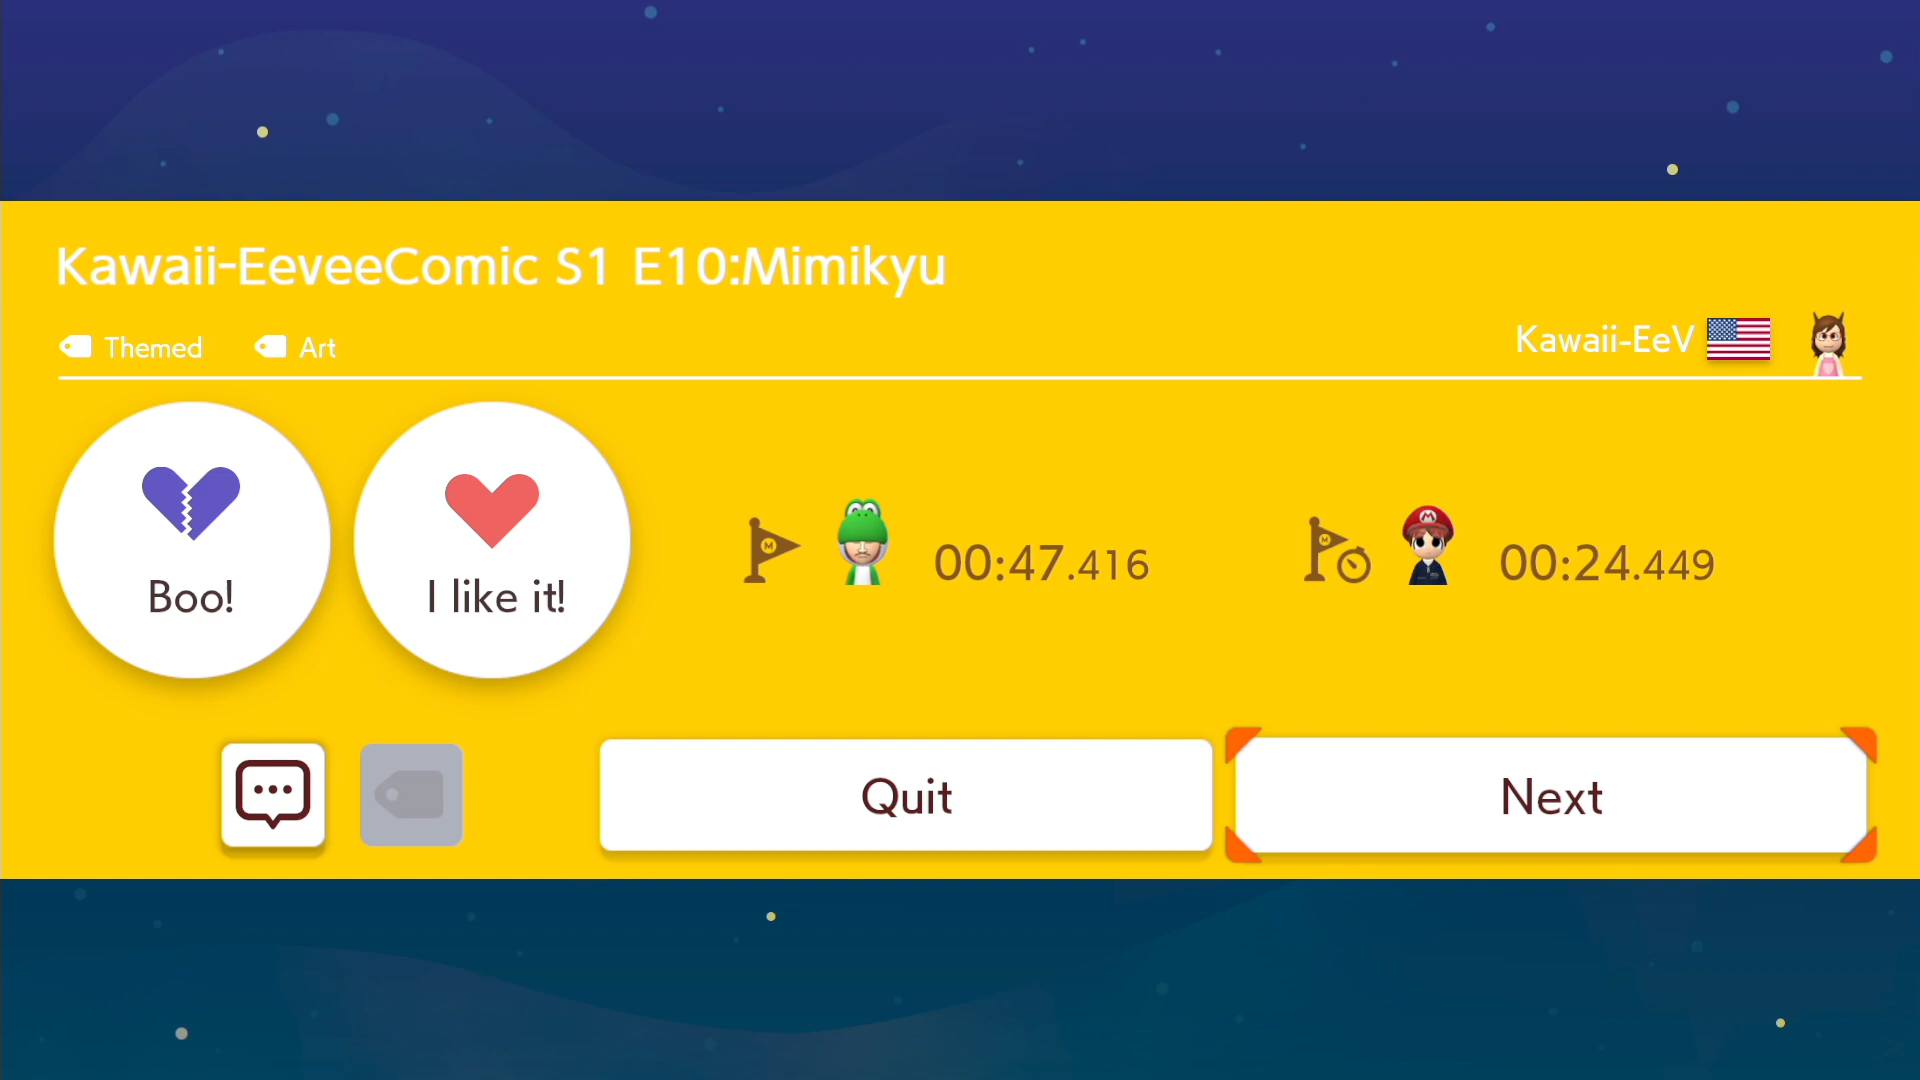 Kawaii-EeveeComic S1 E10:Mimikyu
Themed Art
Kawaii-EeV
Boo!
I like it!
M
00:47.416
M
M
00:24.449
Quit
Next